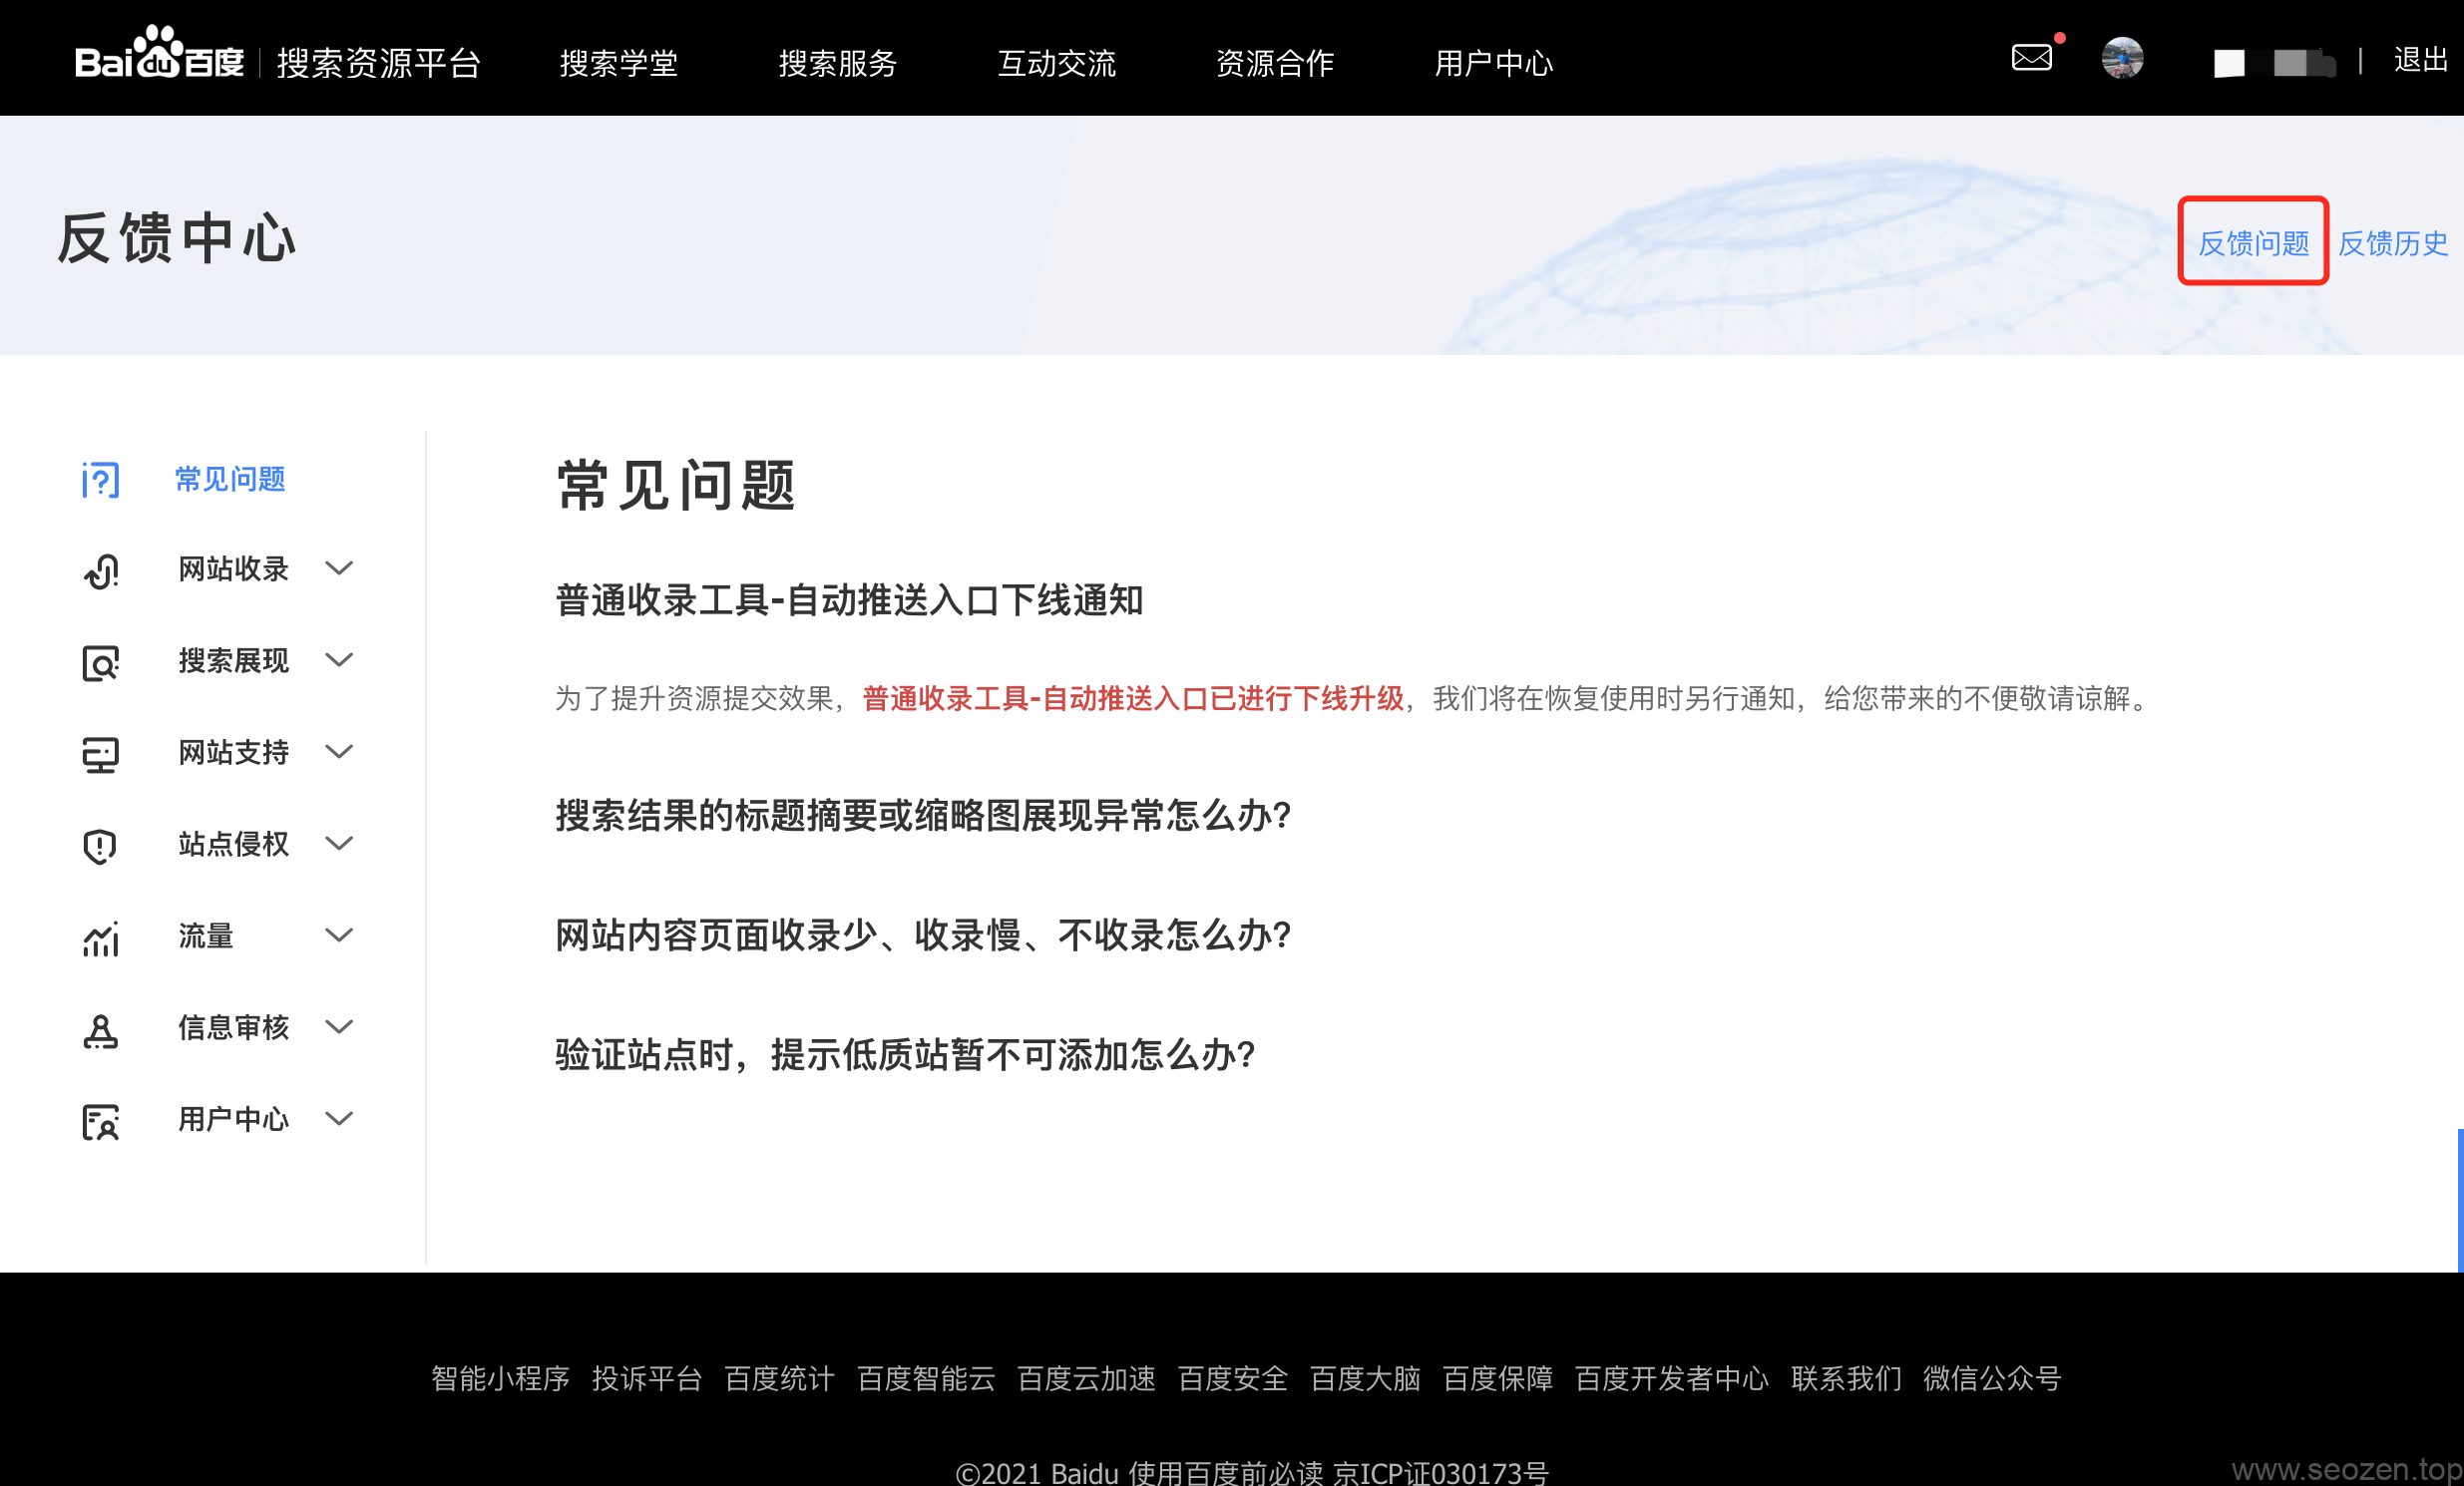 Bai du 百度 搜索资源平台 搜索学堂 搜索服务 互动交流 资源合作 用户中心 退出
反馈中心
反馈问题 反馈历史
常见问题
网站收录
搜索展现
网站支持
站点侵权
流量
信息审核
用户中心
常见问题
普通收录工具-自动推送入口下线通知
为了提升资源提交效果，普通收录工具-自动推送入口已进行下线升级，我们将在恢复使用时另行通知，给您带来的不便敬请谅解。
搜索结果的标题摘要或缩略图展现异常怎么办?
网站内容页面收录少、收录慢、不收录怎么办?
验证站点时，提示低质站暂不可添加怎么办?
智能小程序 投诉平台 百度统计 百度智能云 百度云加速 百度安全 百度大脑 百度保障 百度开发者中心 联系我们 微信公众号
©2021 Baidu 使用百度前必读 京ICP证030173号
www.seozen.top